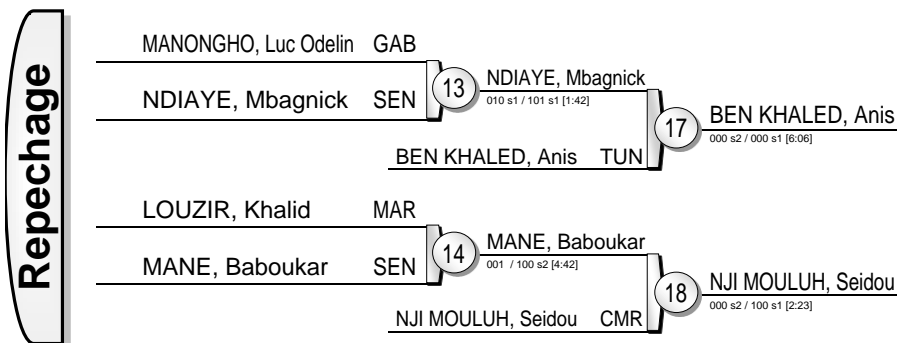 Repechage
MANONGHO, Luc Odelin GAB
NDIAYE, Mbagnick SEN
13
NDIAYE, Mbagnick
010 s1 / 101 s1 [1:42]
BEN KHALED, Anis TUN
17
BEN KHALED, Anis
000 s2 / 000 s1 [6:06]
LOUZIR, Khalid MAR
MANE, Baboukar SEN
14
MANE, Baboukar
001 / 100 s2 [4:42]
NJI MOULUH, Seidou CMR
18
NJI MOULUH, Seidou
000 s2 / 100 s1 [2:23]